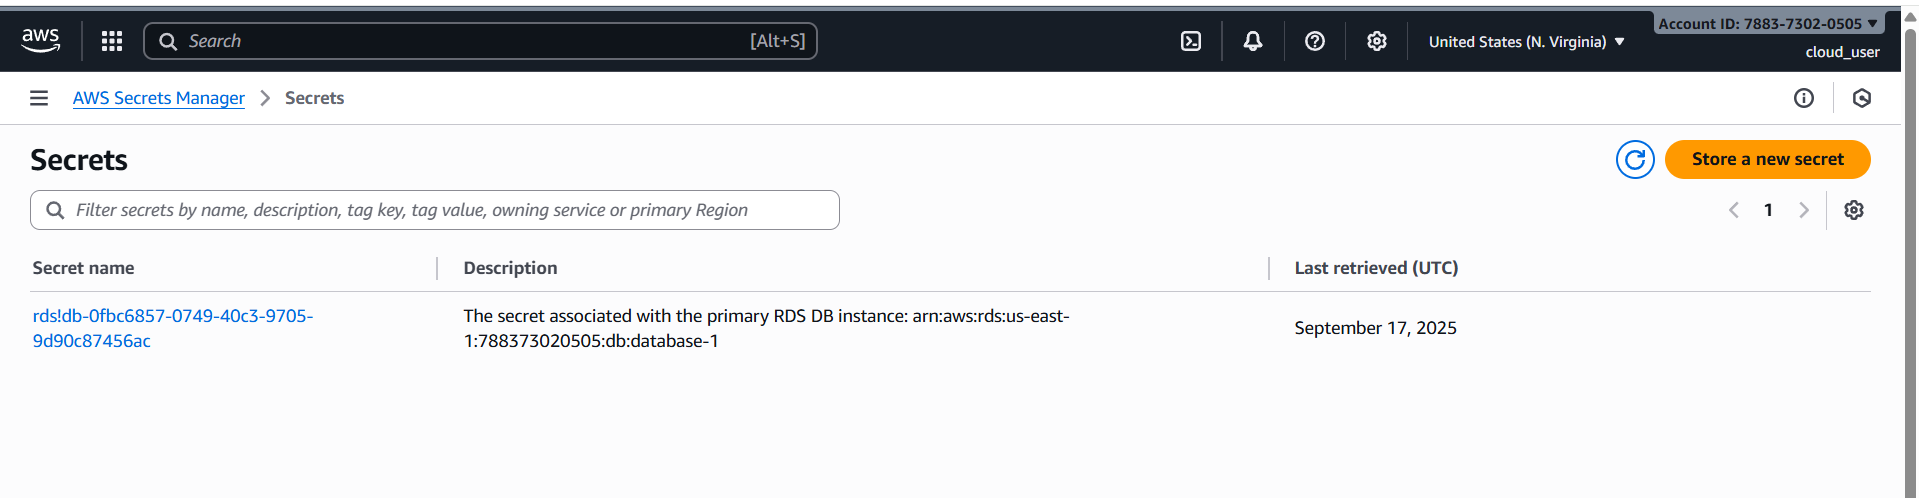 aws
Search
[Alt+S]
United States (N. Virginia)
Account ID: 7883-7302-0505
cloud_user
AWS Secrets Manager
Secrets
Secrets
Store a new secret
Filter secrets by name, description, tag key, tag value, owning service or primary Region
1
Secret name
Description
Last retrieved (UTC)
rds!db-0fbc6857-0749-40c3-9705-
9d90c87456ac
The secret associated with the primary RDS DB instance: arn:aws:rds:us-east-
1:788373020505:db:database-1
September 17, 2025